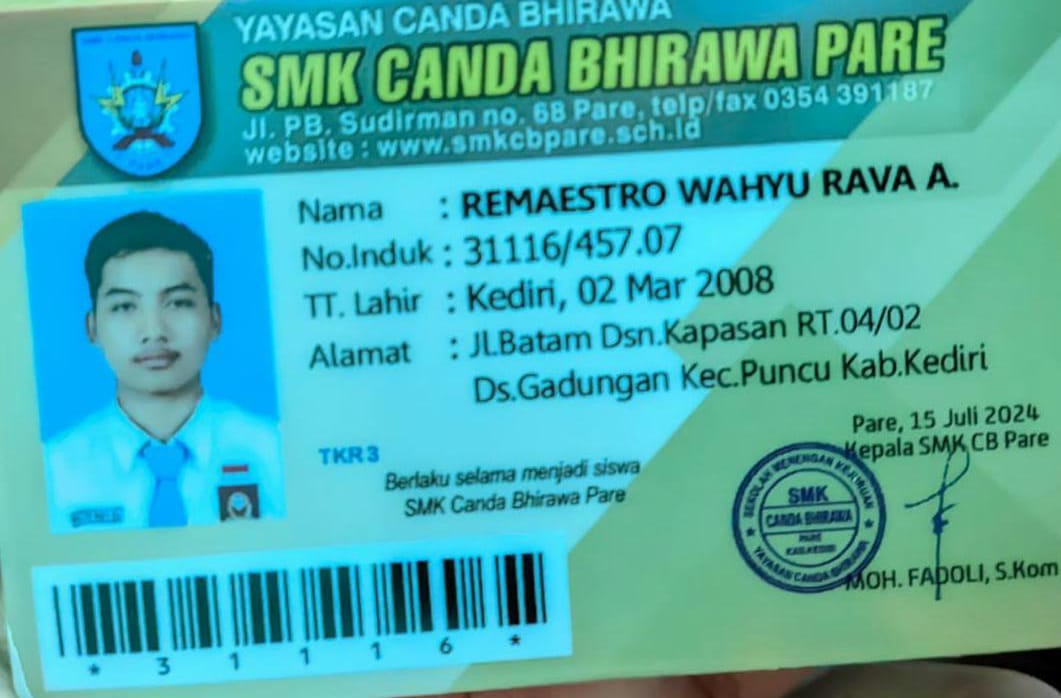 YAYASAN CANDA BHIRAWA
SMK CANDA BHIRAWA PARE
Jl. PB. Sudirman no. 68 Pare, telp/fax 0354 391187
website : www.smkcbpare.sch.id
Nama : REMAESTRO WAHYU RAVA A.
No.Induk : 31116/457.07
TT. Lahir : Kediri, 02 Mar 2008
Alamat : Jl.Batam Dsn.Kapasan RT.04/02
Ds.Gadungan Kec.Puncu Kab.Kediri
TKR 3
Berlaku selama menjadi siswa
SMK Canda Bhirawa Pare
Pare, 15 Juli 2024
Kepala SMK CB Pare
SEKOLAH MENENGAH KEJURUAN
SMK
CANDA BHIRAWA
PARE
KAB.KEDIRI
YAYASAN CANDA BHIRAWA
MOH. FADOLI, S.Kom
* 3 1 1 1 6 *